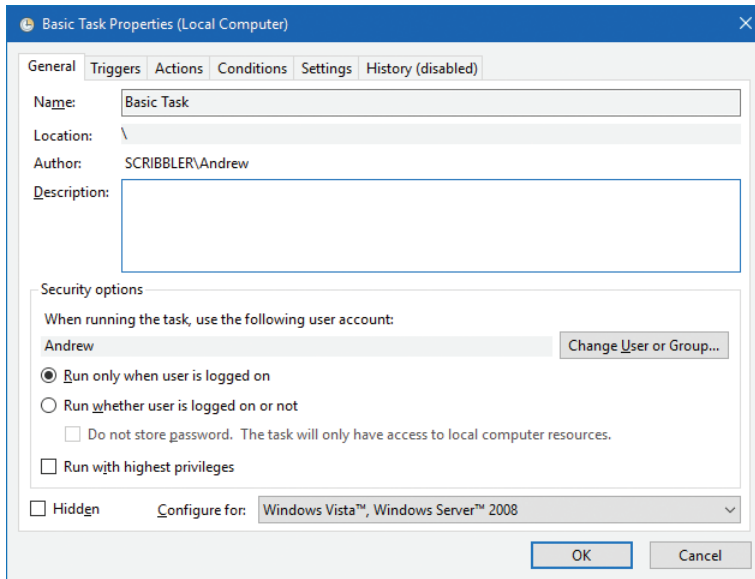 Basic Task Properties (Local Computer)
General Triggers Actions Conditions Settings History (disabled)
Name: Basic Task
Location: \
Author: SCRIBBLER\Andrew
Description:
Security options
When running the task, use the following user account:
Andrew Change User or Group...
Run only when user is logged on
Run whether user is logged on or not
Do not store password. The task will only have access to local computer resources.
Run with highest privileges
Hidden Configure for: Windows Vista™, Windows Server™ 2008
OK Cancel